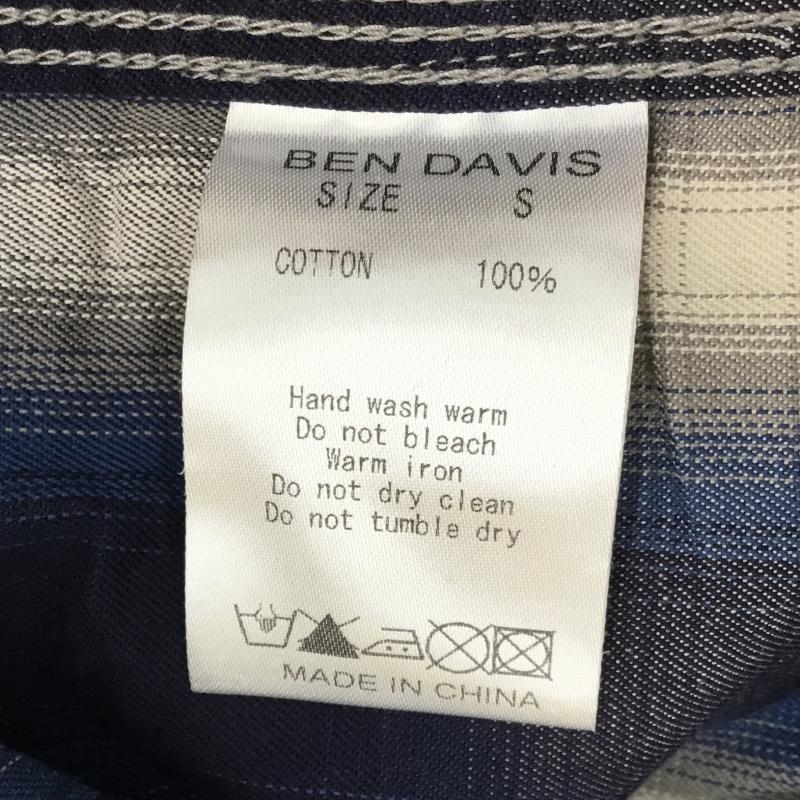 BEN DAVIS
SIZE S
COTTON 100%
Hand wash warm
Do not bleach
Warm iron
Do not dry clean
Do not tumble dry
MADE IN CHINA